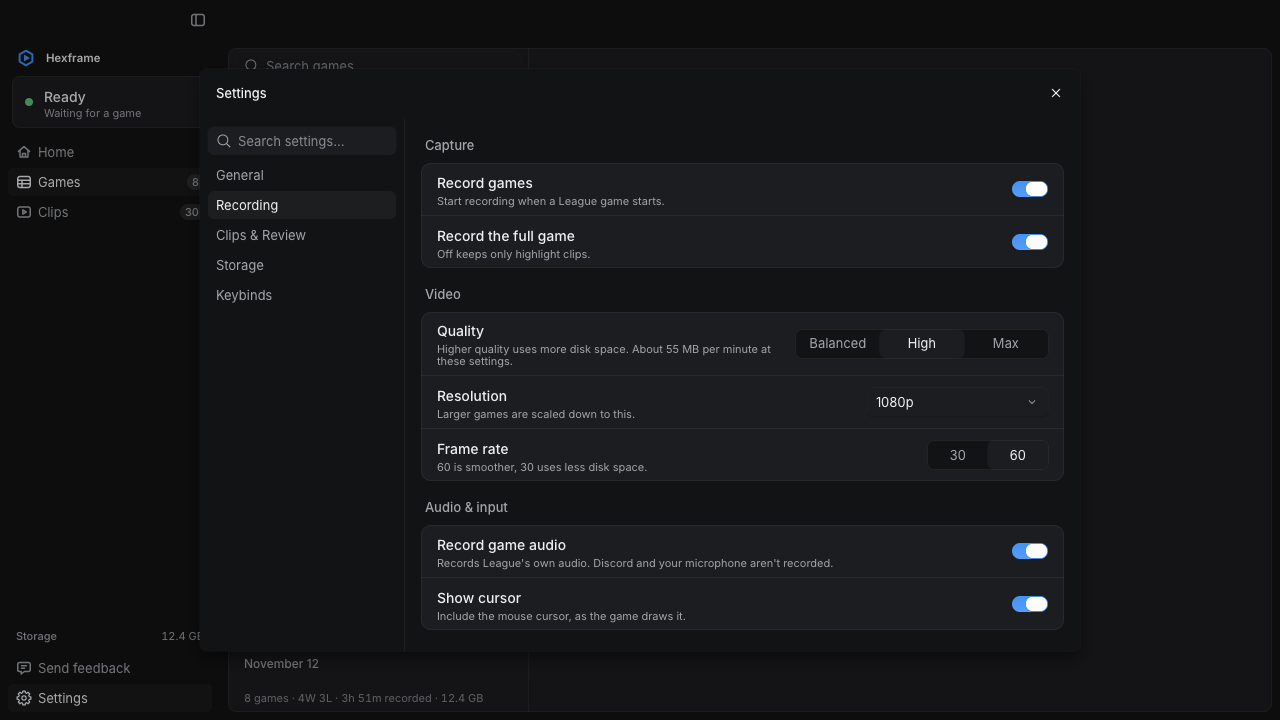 Hexframe
Ready
Waiting for a game
Home
Games
8
Clips
30
Storage
12.4 GB
Send feedback
Settings
Search games
Settings
Search settings...
General
Recording
Clips & Review
Storage
Keybinds
Capture
Record games
Start recording when a League game starts.
Record the full game
Off keeps only highlight clips.
Video
Quality
Higher quality uses more disk space. About 55 MB per minute at
these settings.
Balanced
High
Max
Resolution
Larger games are scaled down to this.
1080p
Frame rate
60 is smoother, 30 uses less disk space.
30
60
Audio & input
Record game audio
Records League's own audio. Discord and your microphone aren't recorded.
Show cursor
Include the mouse cursor, as the game draws it.
November 12
8 games · 4W 3L · 3h 51m recorded · 12.4 GB